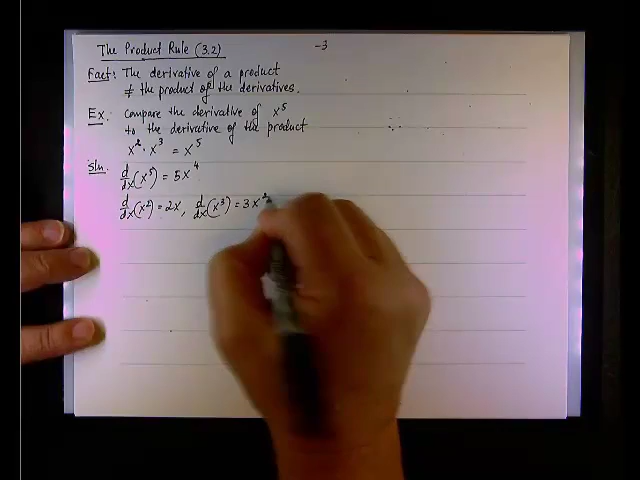 The Product Rule (3.2)
-3
Fact: The derivative of a product
≠ the product of the derivatives.
Ex: Compare the derivative of x⁵
to the derivative of the product
x² · x³ = x⁵
Sln: d/dx(x⁵) = 5x⁴
d/dx(x²) = 2x, d/dx(x³) = 3x²